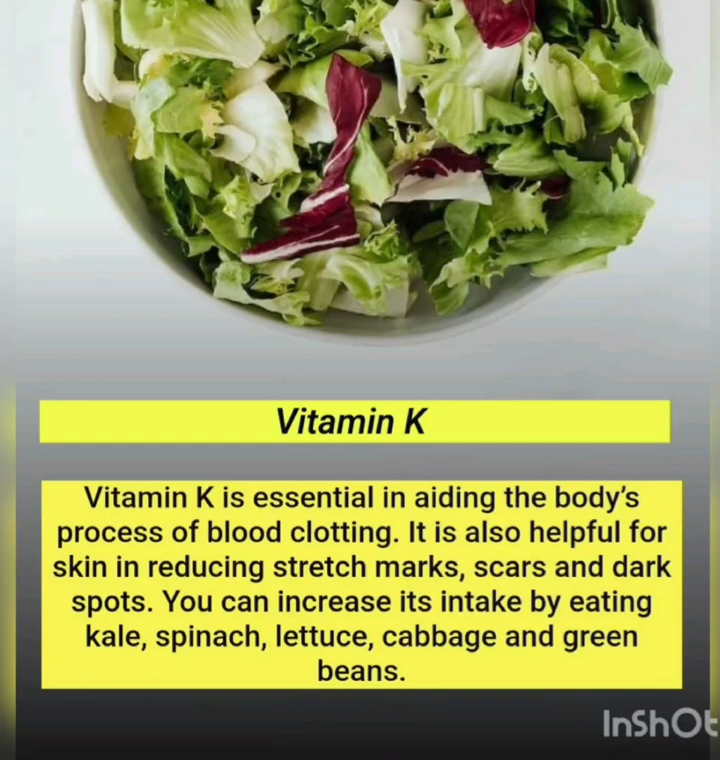 Vitamin K
Vitamin K is essential in aiding the body's
process of blood clotting. It is also helpful for
skin in reducing stretch marks, scars and dark
spots. You can increase its intake by eating
kale, spinach, lettuce, cabbage and green
beans.
InShOt